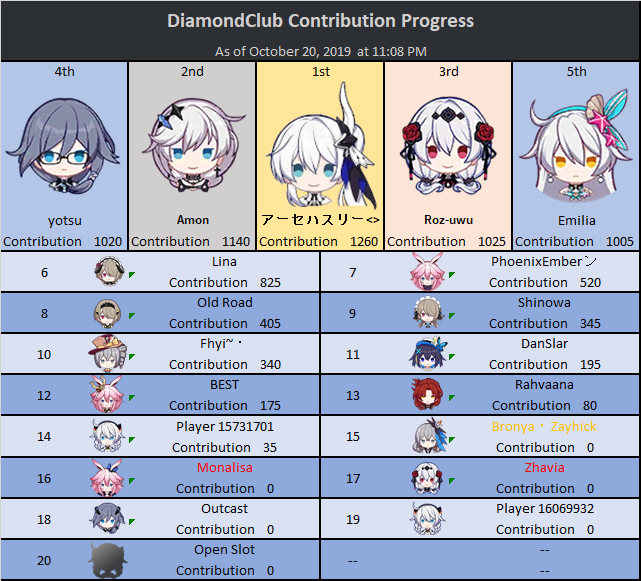 DiamondClub Contribution Progress
As of October 20, 2019 at 11:08 PM
4th
2nd
1st
3rd
5th
yotsu
Amon
アーセハスリー<>
Roz-uwu
Emilia
Contribution 1020
Contribution 1140
Contribution 1260
Contribution 1025
Contribution 1005
6
Lina
Contribution 825
7
PhoenixEmberン
Contribution 520
8
Old Road
Contribution 405
9
Shinowa
Contribution 345
10
Fhyi~・
Contribution 340
11
DanSlar
Contribution 195
12
BEST
Contribution 175
13
Rahvaana
Contribution 80
14
Player 15731701
Contribution 35
15
Bronya・Zayhick
Contribution 0
16
Monalisa
Contribution 0
17
Zhavia
Contribution 0
18
Outcast
Contribution 0
19
Player 16069932
Contribution 0
20
Open Slot
Contribution 0
--
--
--